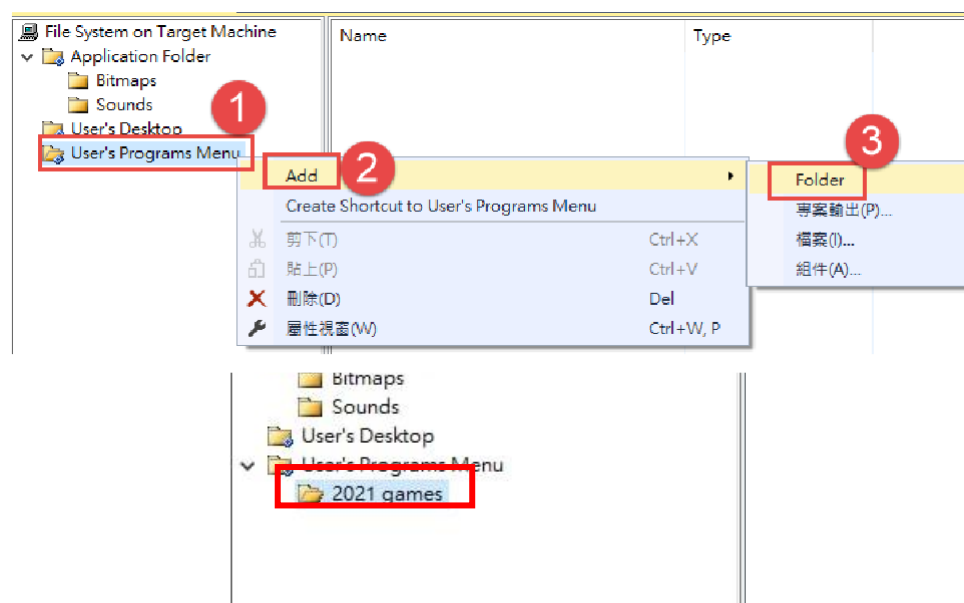 File System on Target Machine
Name
Type
Application Folder
Bitmaps
Sounds
1
User's Desktop
User's Programs Menu
2
3
Add
Folder
Create Shortcut to User's Programs Menu
專案輸出(P)...
剪下(T) Ctrl+X
檔案(I)...
貼上(P) Ctrl+V
組件(A)...
刪除(D) Del
屬性視窗(W) Ctrl+W, P
Bitmaps
Sounds
User's Desktop
User's Programs Menu
2021 games